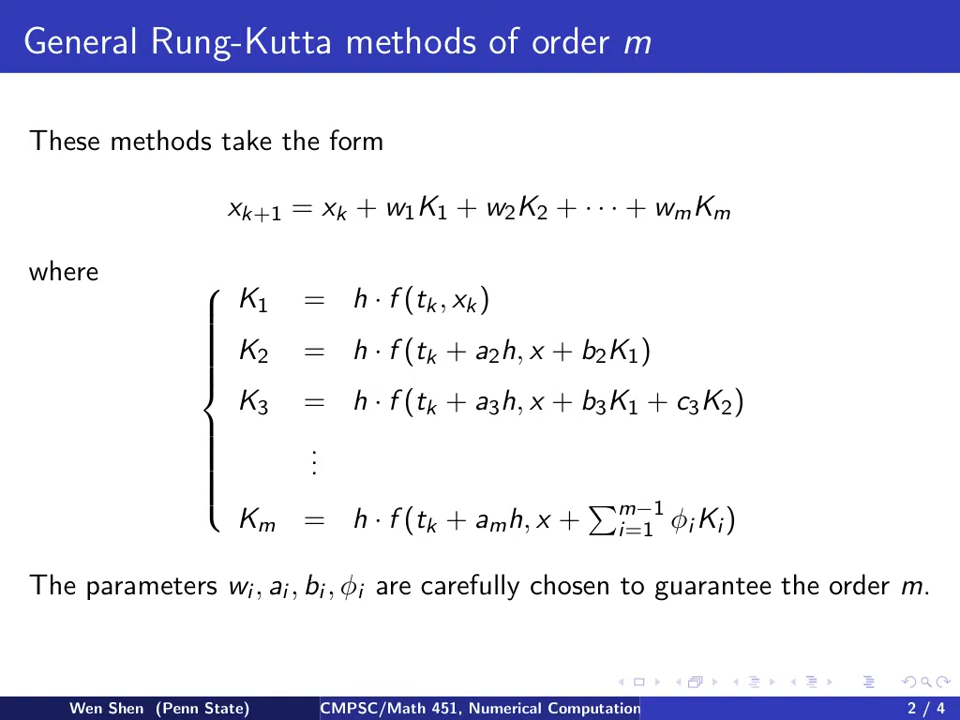 General Rung-Kutta methods of order m
These methods take the form
x_{k+1} = x_k + w_1K_1 + w_2K_2 + ··· + w_mK_m
where
K_1 = h · f(t_k, x_k)
K_2 = h · f(t_k + a_2h, x + b_2K_1)
K_3 = h · f(t_k + a_3h, x + b_3K_1 + c_3K_2)
⋮
K_m = h · f(t_k + a_mh, x + ∑_{i=1}^{m−1} ϕ_iK_i)
The parameters w_i, a_i, b_i, ϕ_i are carefully chosen to guarantee the order m.
Wen Shen (Penn State) CMPSC/Math 451, Numerical Computation 2 / 4